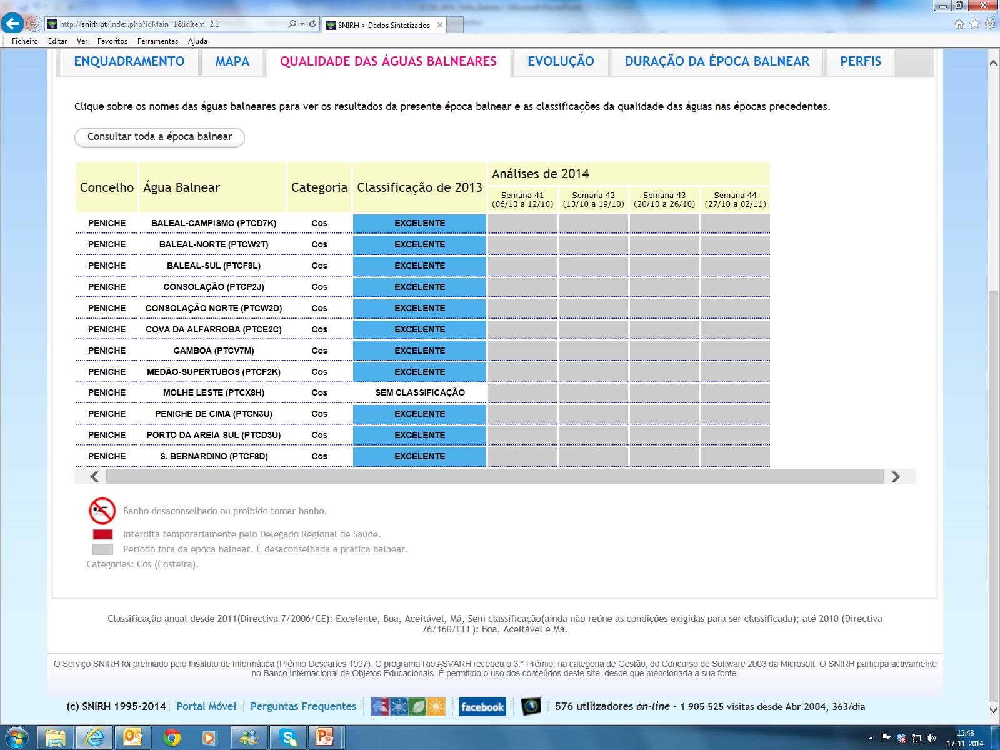 http://snirh.pt/index.php?idMain=1&idItem=2.1
SNIRH > Dados Sintetizados
Ficheiro Editar Ver Favoritos Ferramentas Ajuda
ENQUADRAMENTO MAPA QUALIDADE DAS ÁGUAS BALNEARES EVOLUÇÃO DURAÇÃO DA ÉPOCA BALNEAR PERFIS
Clique sobre os nomes das águas balneares para ver os resultados da presente época balnear e as classificações da qualidade das águas nas épocas precedentes.
Consultar toda a época balnear
Concelho Água Balnear Categoria Classificação de 2013 Análises de 2014
Semana 41 Semana 42 Semana 43 Semana 44
(06/10 a 12/10) (13/10 a 19/10) (20/10 a 26/10) (27/10 a 02/11)
PENICHE BALEAL-CAMPISMO (PTCD7K) Cos EXCELENTE
PENICHE BALEAL-NORTE (PTCW2T) Cos EXCELENTE
PENICHE BALEAL-SUL (PTCF8L) Cos EXCELENTE
PENICHE CONSOLAÇÃO (PTCP2J) Cos EXCELENTE
PENICHE CONSOLAÇÃO NORTE (PTCW2D) Cos EXCELENTE
PENICHE COVA DA ALFARROBA (PTCE2C) Cos EXCELENTE
PENICHE GAMBOA (PTCV7M) Cos EXCELENTE
PENICHE MEDÃO-SUPERTUBOS (PTCF2K) Cos EXCELENTE
PENICHE MOLHE LESTE (PTCX8H) Cos SEM CLASSIFICAÇÃO
PENICHE PENICHE DE CIMA (PTCN3U) Cos EXCELENTE
PENICHE PORTO DA AREIA SUL (PTCD3U) Cos EXCELENTE
PENICHE S. BERNARDINO (PTCF8D) Cos EXCELENTE
Banho desaconselhado ou proibido tomar banho.
Interdita temporariamente pelo Delegado Regional de Saúde.
Período fora da época balnear. É desaconselhada a prática balnear.
Categorias: Cos (Costeira).
Classificação anual desde 2011(Directiva 7/2006/CE): Excelente, Boa, Aceitável, Má, Sem classificação(ainda não reúne as condições exigidas para ser classificada); até 2010 (Directiva
76/160/CEE): Boa, Aceitável e Má.
O Serviço SNIRH foi premiado pelo Instituto de Informática (Prémio Descartes 1997). O programa Rios-SVARH recebeu o 3.° Prémio, na categoria de Gestão, do Concurso de Software 2003 da Microsoft. O SNIRH participa activamente
no Banco Internacional de Objetos Educacionais. É permitido o uso dos conteúdos deste site, desde que mencionada a sua fonte.
(c) SNIRH 1995-2014 Portal Móvel Perguntas Frequentes facebook 576 utilizadores on-line - 1 905 525 visitas desde Abr 2004, 363/dia
15:48
17-11-2014